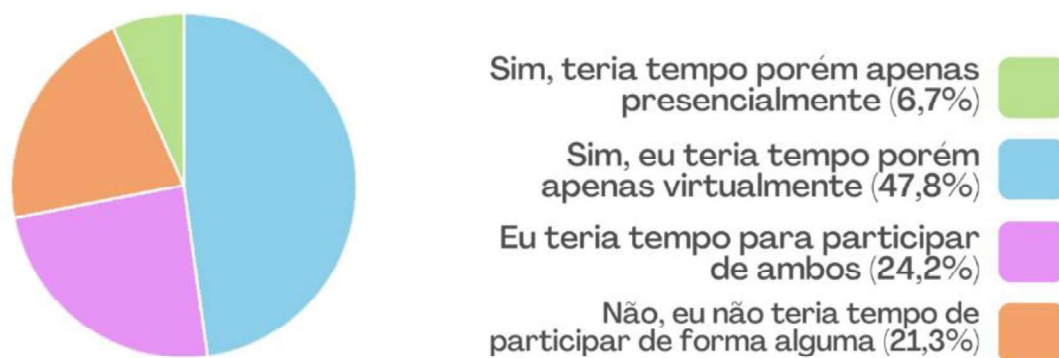 Sim, teria tempo porém apenas
presencialmente (6,7%)
Sim, eu teria tempo porém
apenas virtualmente (47,8%)
Eu teria tempo para participar
de ambos (24,2%)
Não, eu não teria tempo de
participar de forma alguma (21,3%)